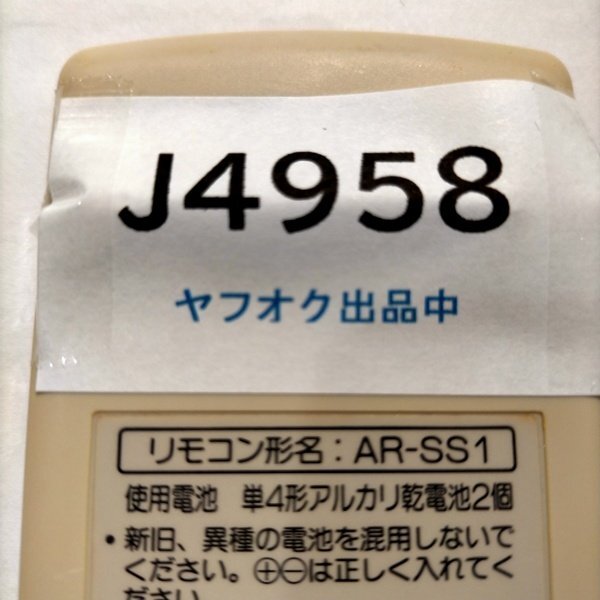 J4958
ヤフオク出品中
リモコン形名：AR-SS1
使用電池　単4形アルカリ乾電池2個
・新旧、異種の電池を混用しないで
ください。⊕⊖は正しく入れてく
ださい。